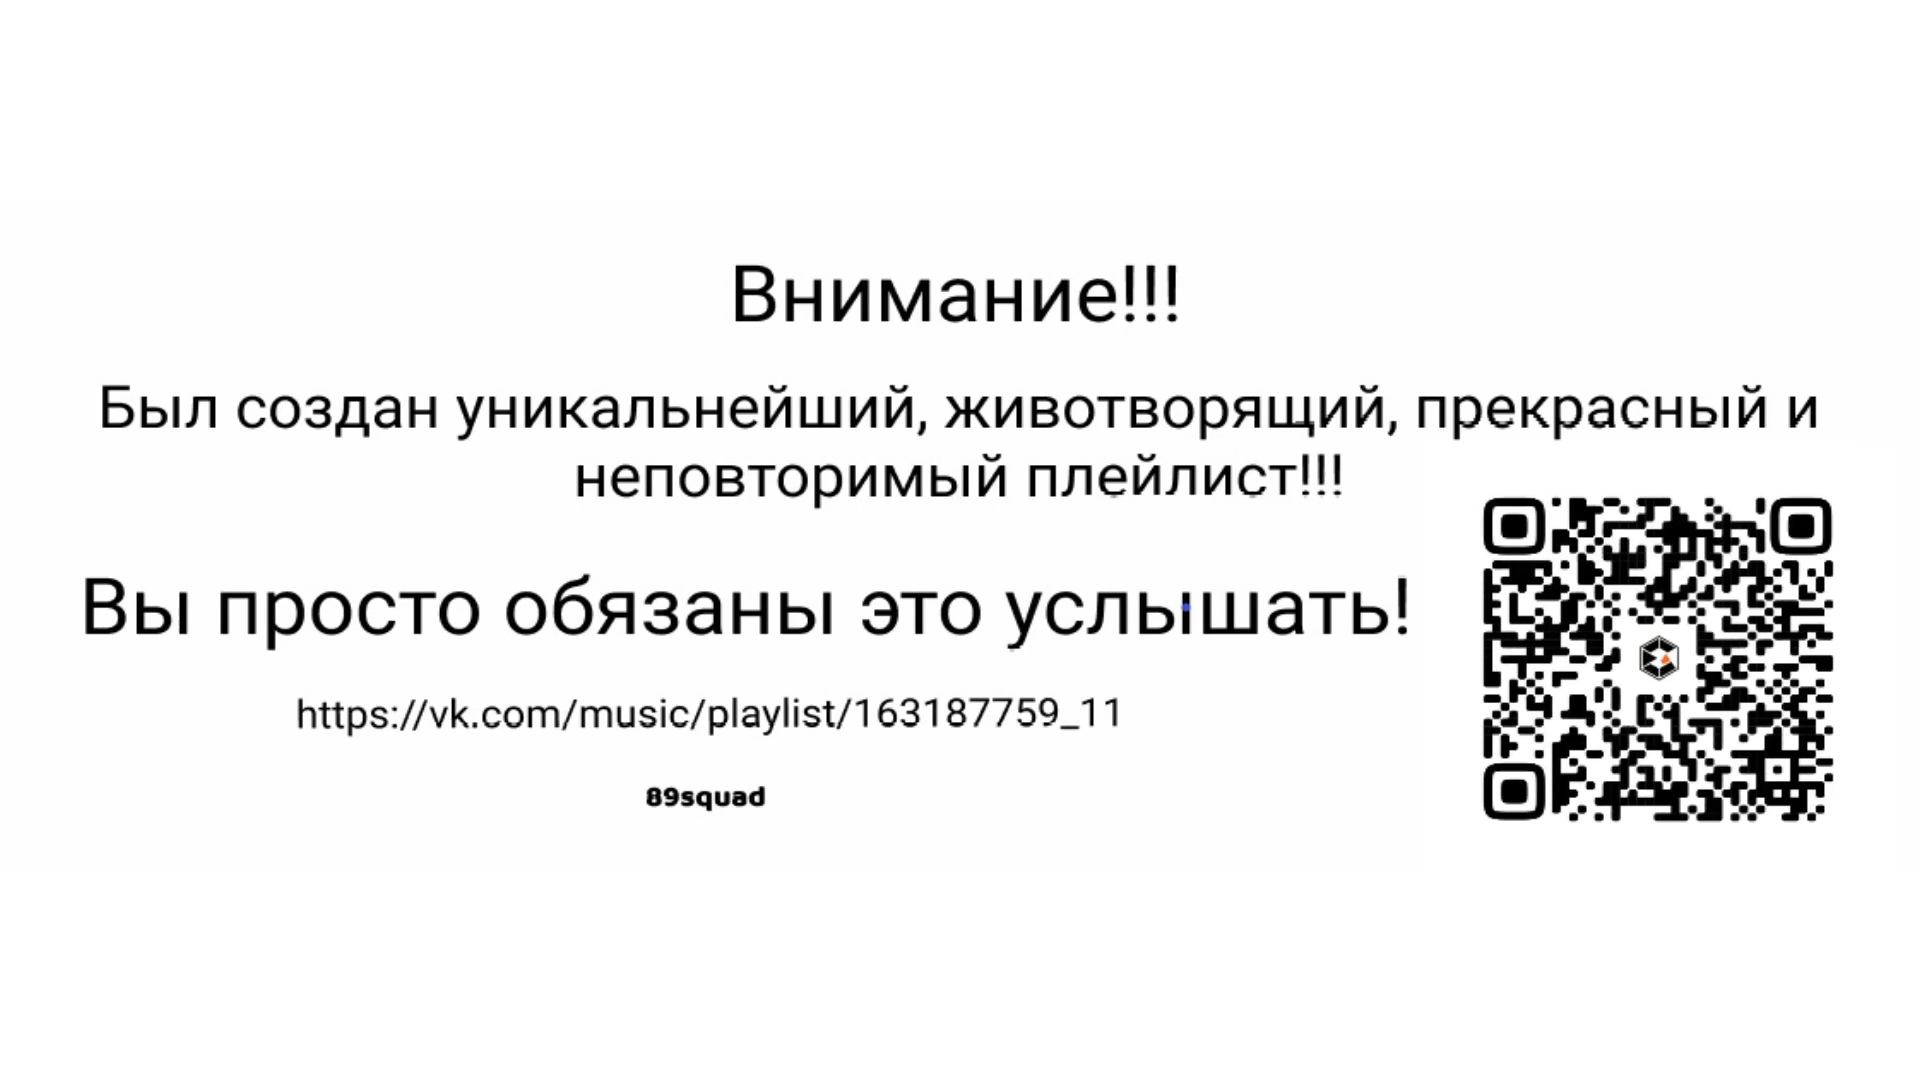 Внимание!!!
Был создан уникальнейший, животворящий, прекрасный и
неповторимый плейлист!!!
Вы просто обязаны это услышать!
https://vk.com/music/playlist/163187759_11
89squad